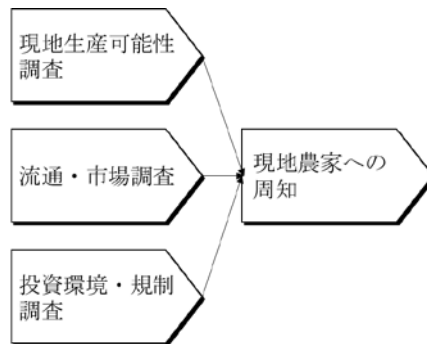 現地生産可能性
調査
流通・市場調査
投資環境・規制
調査
現地農家への
周知